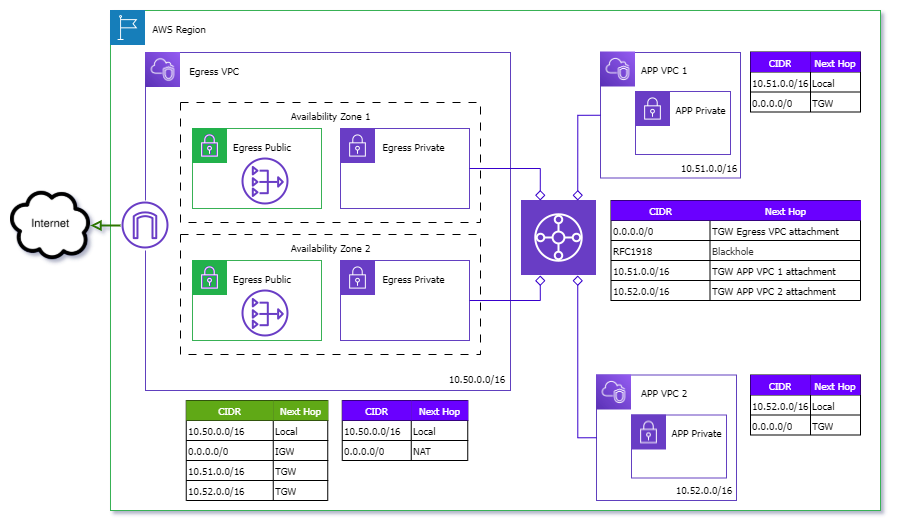 AWS Region
Egress VPC
Availability Zone 1
Egress Public
Egress Private
Availability Zone 2
Egress Public
Egress Private
10.50.0.0/16
Internet
APP VPC 1
APP Private
10.51.0.0/16
CIDR Next Hop
10.51.0.0/16 Local
0.0.0.0/0 TGW
CIDR Next Hop
0.0.0.0/0 TGW Egress VPC attachment
RFC1918 Blackhole
10.51.0.0/16 TGW APP VPC 1 attachment
10.52.0.0/16 TGW APP VPC 2 attachment
APP VPC 2
APP Private
10.52.0.0/16
CIDR Next Hop
10.52.0.0/16 Local
0.0.0.0/0 TGW
CIDR Next Hop
10.50.0.0/16 Local
0.0.0.0/0 IGW
10.51.0.0/16 TGW
10.52.0.0/16 TGW
CIDR Next Hop
10.50.0.0/16 Local
0.0.0.0/0 NAT